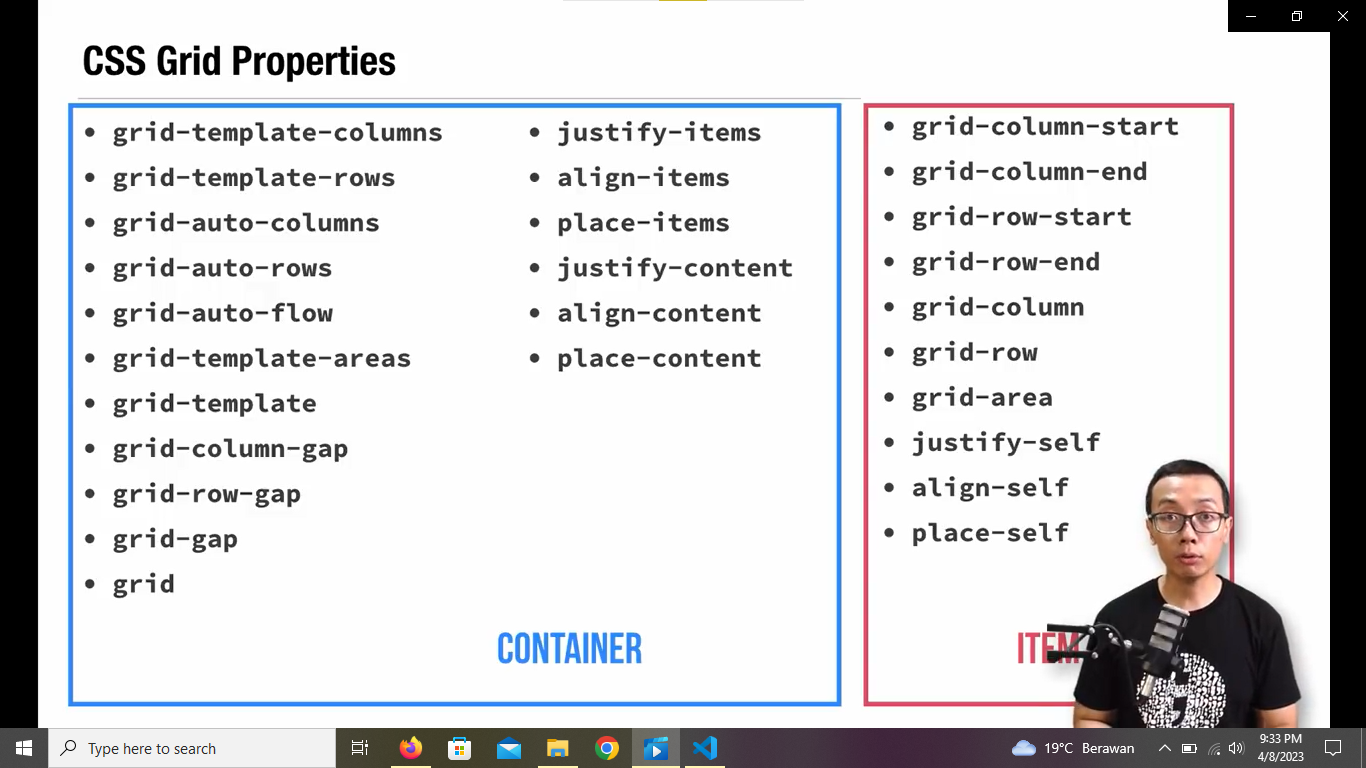 CSS Grid Properties
• grid-template-columns
• grid-template-rows
• grid-auto-columns
• grid-auto-rows
• grid-auto-flow
• grid-template-areas
• grid-template
• grid-column-gap
• grid-row-gap
• grid-gap
• grid
• justify-items
• align-items
• place-items
• justify-content
• align-content
• place-content
CONTAINER
• grid-column-start
• grid-column-end
• grid-row-start
• grid-row-end
• grid-column
• grid-row
• grid-area
• justify-self
• align-self
• place-self
ITEM
Type here to search
19°C Berawan
9:33 PM
4/8/2023